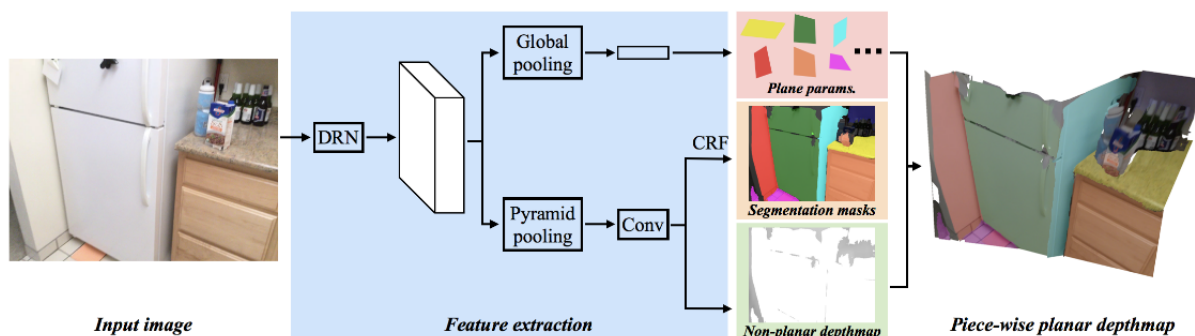 Global
pooling
Plane params.
DRN
CRF
Pyramid
pooling
Conv
Segmentation masks
Input image
Feature extraction
Non-planar depthmap
Piece-wise planar depthmap